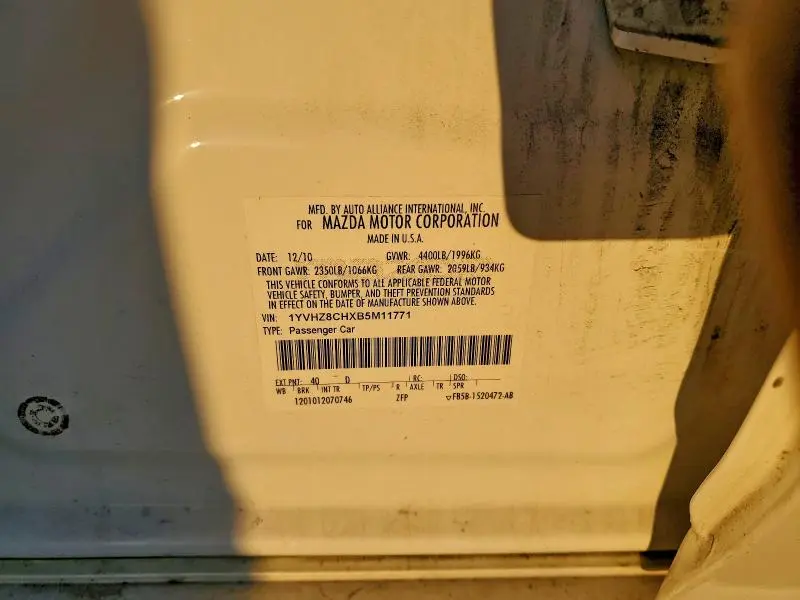 MFD. BY AUTO ALLIANCE INTERNATIONAL, INC.
FOR MAZDA MOTOR CORPORATION
MADE IN U.S.A.
DATE: 12/10 GVWR: 4400LB/1996KG
FRONT GAWR: 2350LB/1066KG REAR GAWR: 2059LB/934KG
THIS VEHICLE CONFORMS TO ALL APPLICABLE FEDERAL MOTOR
VEHICLE SAFETY, BUMPER, AND THEFT PREVENTION STANDARDS
IN EFFECT ON THE DATE OF MANUFACTURE SHOWN ABOVE.
VIN: 1YVHZ8CHXB5M11771
TYPE: Passenger Car
EXT PNT: 40 D RC: DSO:
WB BRK INT TR TP/PS R AXLE TR SPR
1201012070746 ZFP ▽FB5B-1520472-AB